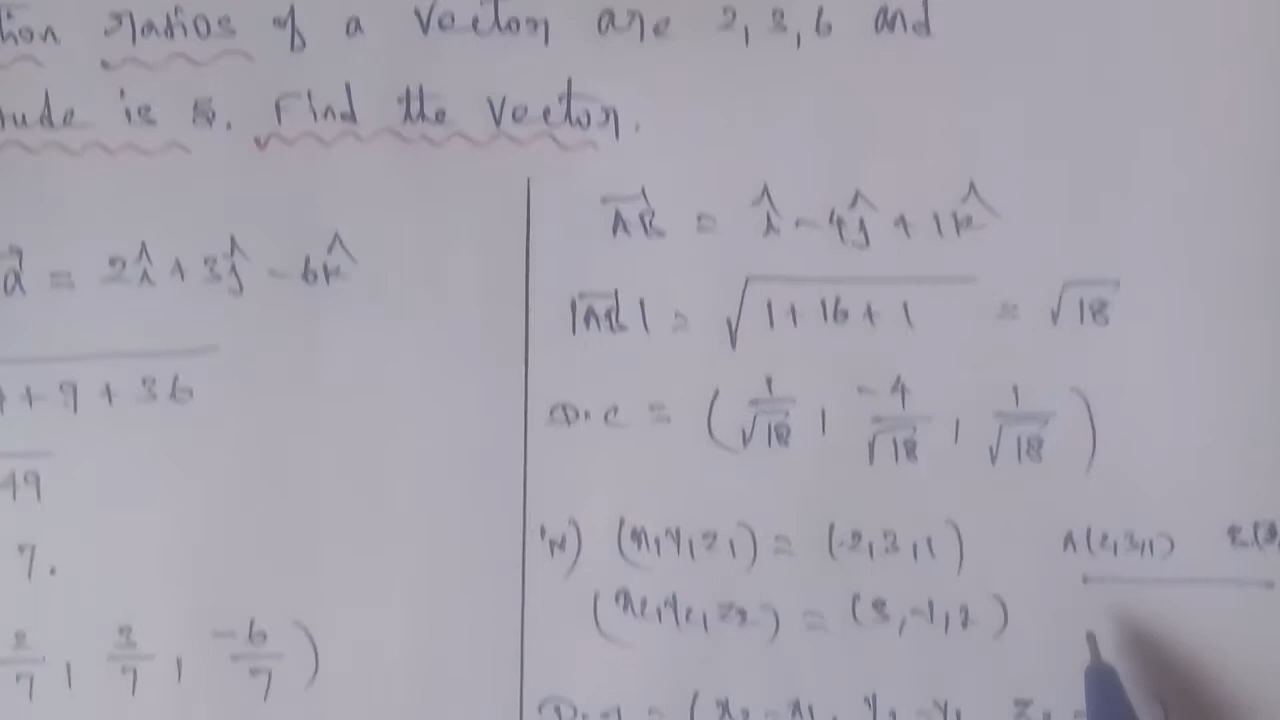 tion ratios of a vector are 2, 3, 6 and
tude is 5. Find the vector.
a⃗ = 2î + 3ĵ - 6k̂
4 + 9 + 36
49
7.
2/7, 3/7, -6/7)
AB⃗ = î - 4ĵ + 1k̂
|AB⃗| = √(1 + 16 + 1) = √18
D.C = (1/√18, -4/√18, 1/√18)
(x₁, y₁, z₁) = (2, 3, 1)
(x₂, y₂, z₂) = (3, -1, 2)
A(2,3,1)